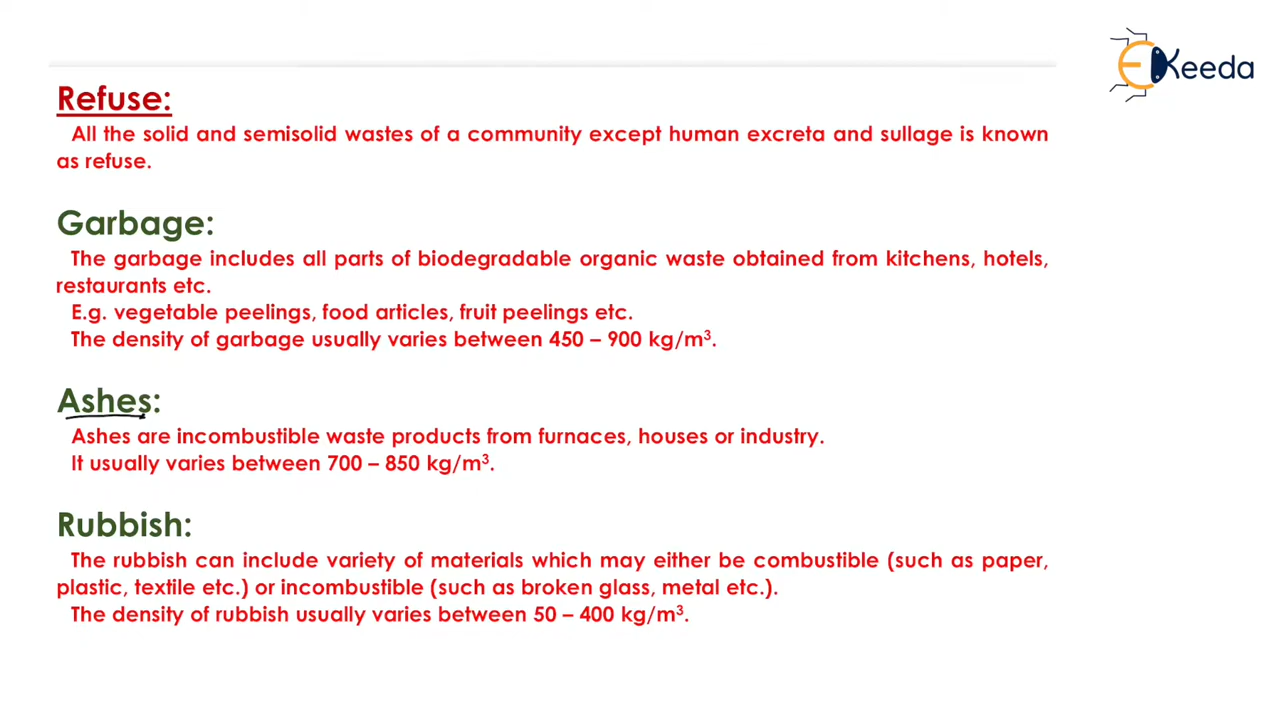 EKeeda
Refuse:
All the solid and semisolid wastes of a community except human excreta and sullage is known
as refuse.
Garbage:
The garbage includes all parts of biodegradable organic waste obtained from kitchens, hotels,
restaurants etc.
E.g. vegetable peelings, food articles, fruit peelings etc.
The density of garbage usually varies between 450 – 900 kg/m³.
Ashes:
Ashes are incombustible waste products from furnaces, houses or industry.
It usually varies between 700 – 850 kg/m³.
Rubbish:
The rubbish can include variety of materials which may either be combustible (such as paper,
plastic, textile etc.) or incombustible (such as broken glass, metal etc.).
The density of rubbish usually varies between 50 – 400 kg/m³.